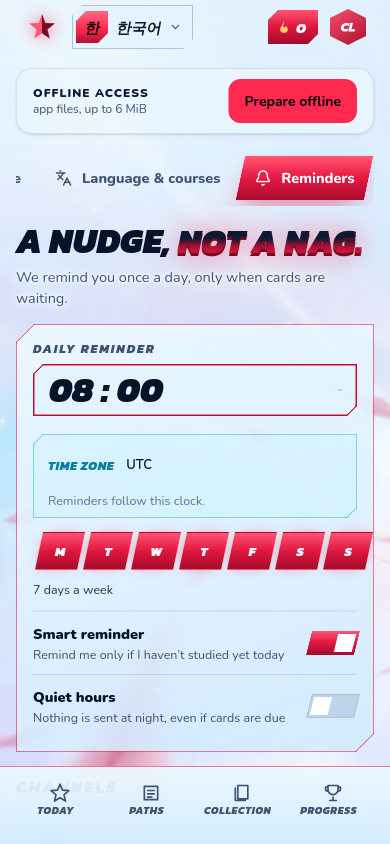 한 한국어
0
CL
OFFLINE ACCESS
app files, up to 6 MiB
Prepare offline
e
Language & courses
Reminders
A NUDGE, NOT A NAG.
We remind you once a day, only when cards are
waiting.
DAILY REMINDER
08 : 00
TIME ZONE UTC
Reminders follow this clock.
M T W T F S S
7 days a week
Smart reminder
Remind me only if I haven't studied yet today
Quiet hours
Nothing is sent at night, even if cards are due
CHANNELS
TODAY
PATHS
COLLECTION
PROGRESS